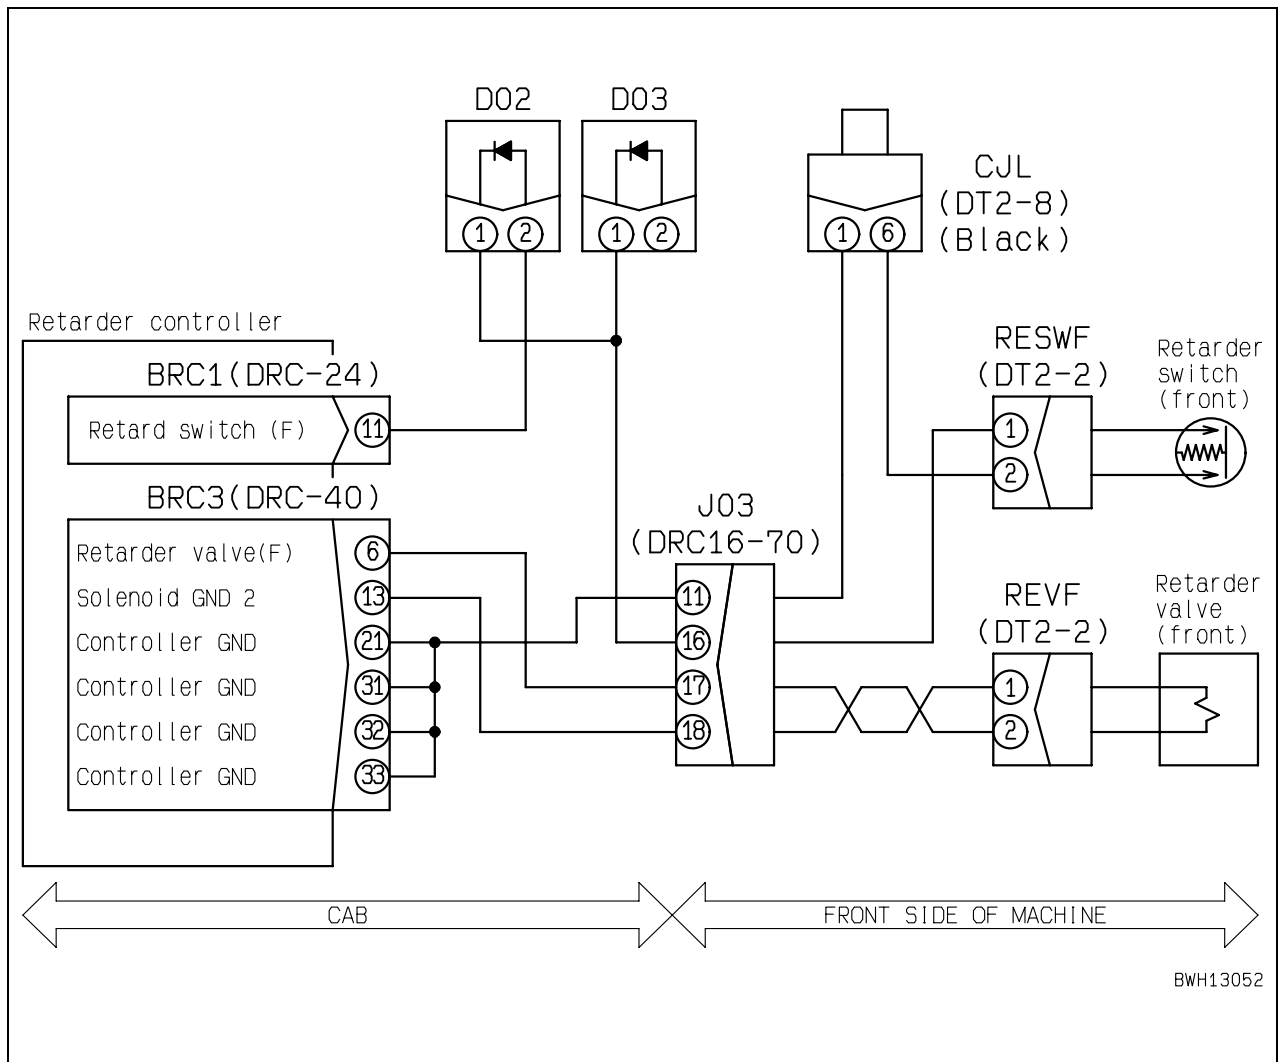 D02
D03
1
2
1
2
CJL
(DT2-8)
(Black)
1
6
Retarder controller
BRC1(DRC-24)
Retard switch (F)
11
RESWF
(DT2-2)
1
2
Retarder
switch
(front)
BRC3(DRC-40)
Retarder valve(F)
6
Solenoid GND 2
13
Controller GND
21
Controller GND
31
Controller GND
32
Controller GND
33
J03
(DRC16-70)
11
16
17
18
REVF
(DT2-2)
1
2
Retarder
valve
(front)
CAB
FRONT SIDE OF MACHINE
BWH13052